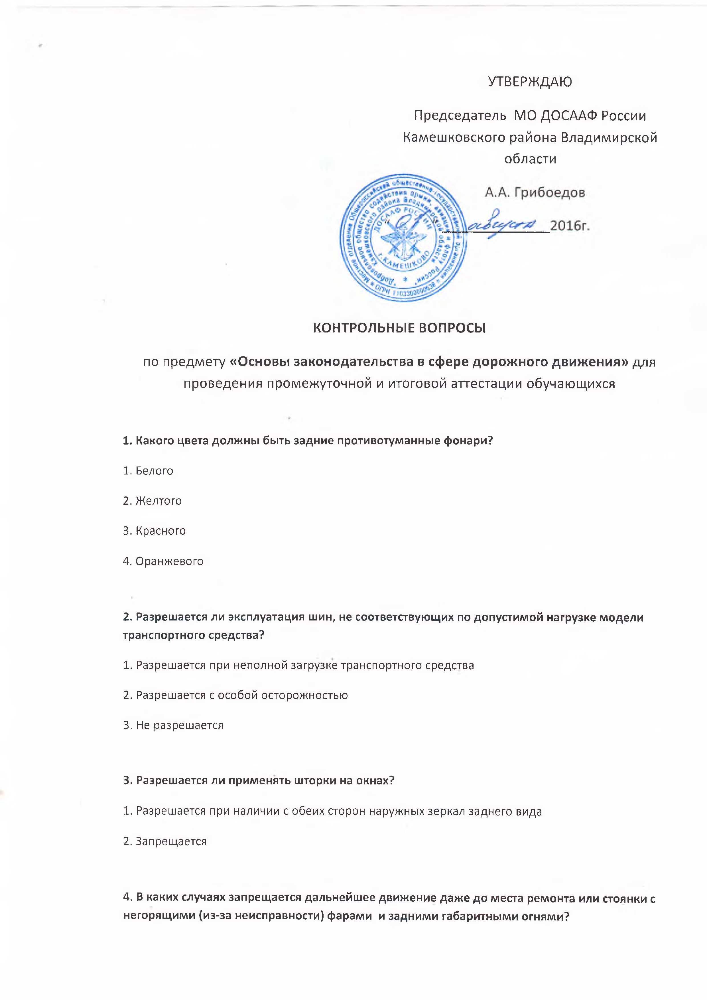 УТВЕРЖДАЮ
Председатель МО ДОСААФ России
Камешковского района Владимирской
области
А.А. Грибоедов
" 01 " августа 2016г.
Местное отделение Общероссийской общественно-государственной организации * ОГРН 1103300000638 *
"Добровольное общество содействия армии, авиации и флоту России" *
Камешковского района Владимирской области
ДОСААФ РОССИИ
г. КАМЕШКОВО
КОНТРОЛЬНЫЕ ВОПРОСЫ
по предмету «Основы законодательства в сфере дорожного движения» для
проведения промежуточной и итоговой аттестации обучающихся
1. Какого цвета должны быть задние противотуманные фонари?
1. Белого
2. Желтого
3. Красного
4. Оранжевого
2. Разрешается ли эксплуатация шин, не соответствующих по допустимой нагрузке модели
транспортного средства?
1. Разрешается при неполной загрузке транспортного средства
2. Разрешается с особой осторожностью
3. Не разрешается
3. Разрешается ли применять шторки на окнах?
1. Разрешается при наличии с обеих сторон наружных зеркал заднего вида
2. Запрещается
4. В каких случаях запрещается дальнейшее движение даже до места ремонта или стоянки с
негорящими (из-за неисправности) фарами и задними габаритными огнями?